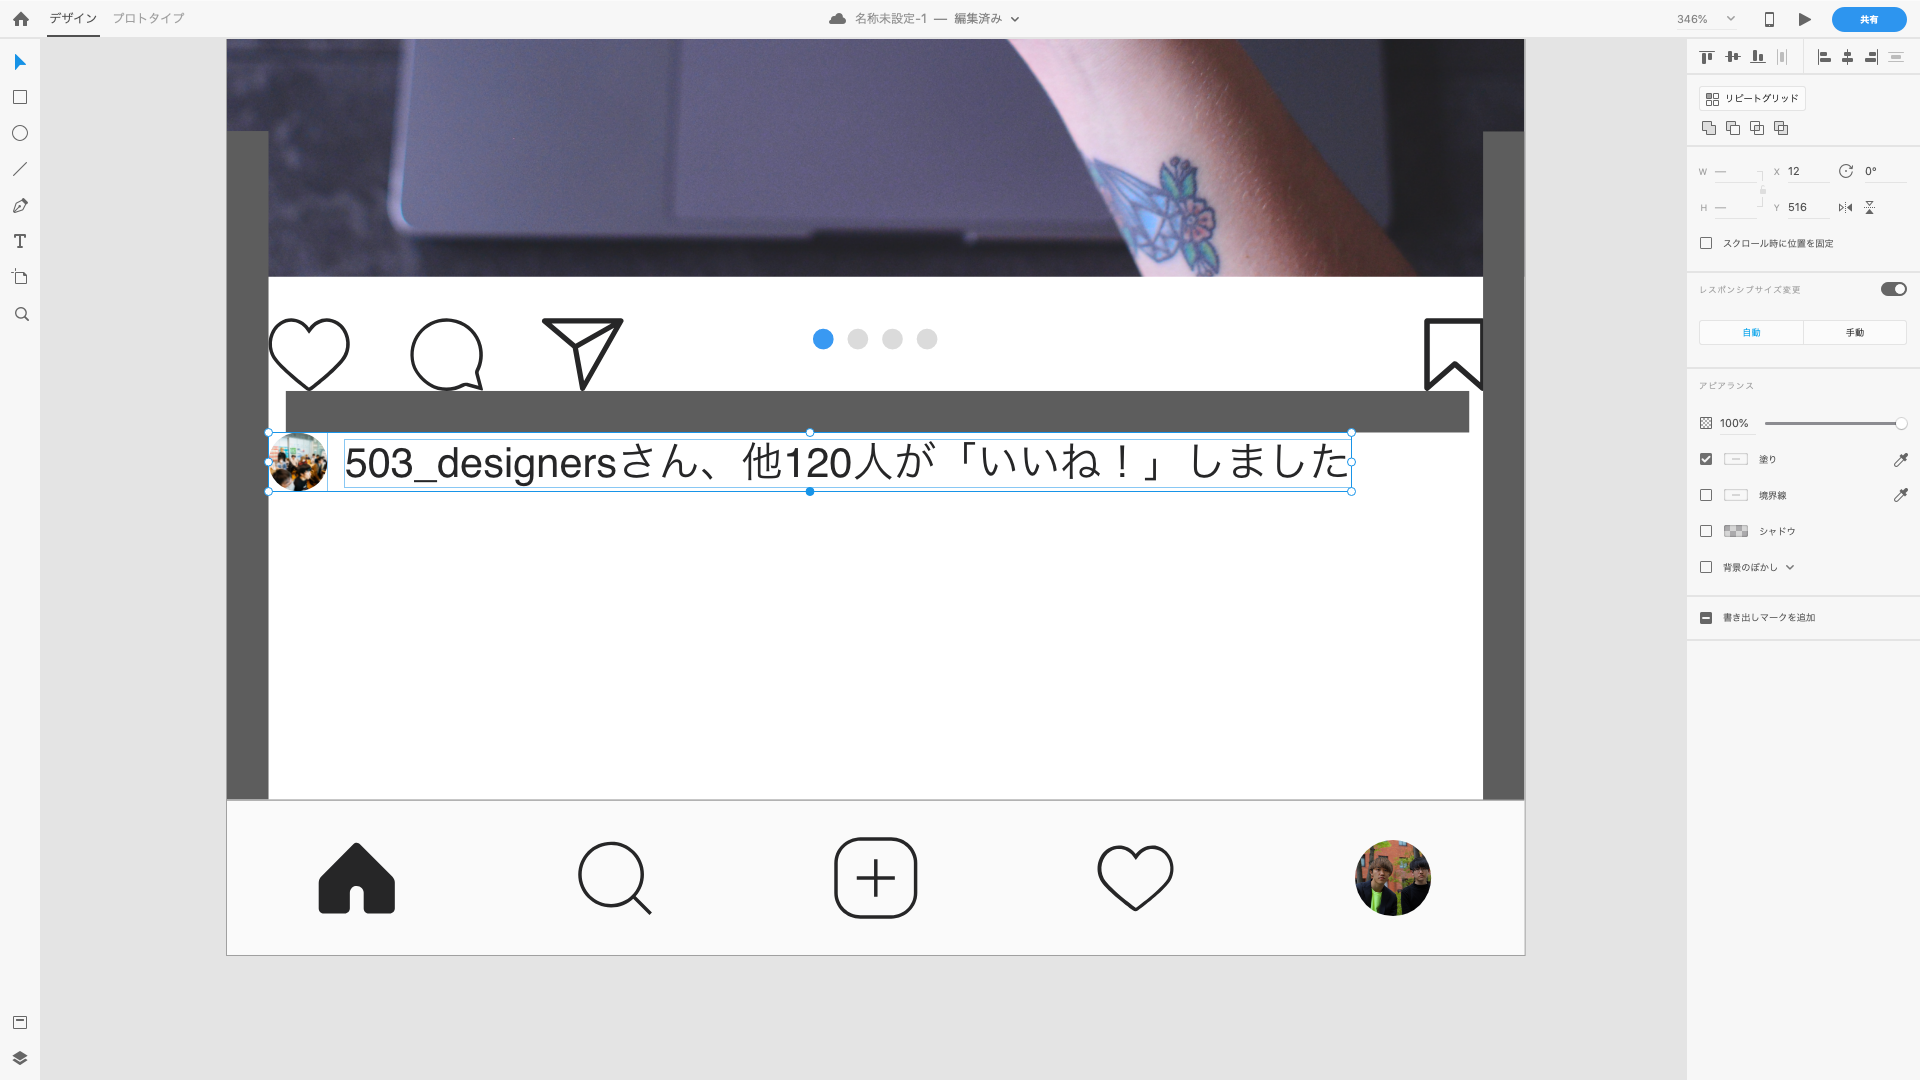 デザイン
プロトタイプ
名称未設定-1 — 編集済み
346%
共有
リピートグリッド
W —
X 12
0°
H —
Y 516
スクロール時に位置を固定
レスポンシブサイズ変更
自動
手動
アピアランス
100%
塗り
境界線
シャドウ
背景のぼかし
書き出しマークを追加
T
503_designersさん、他120人が「いいね！」しました